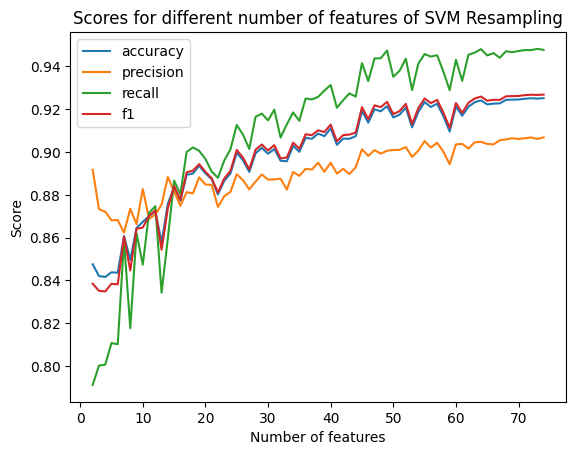 Scores for different number of features of SVM Resampling
accuracy
precision
recall
f1
0.94
0.92
0.90
0.88
0.86
0.84
0.82
0.80
Score
0 10 20 30 40 50 60 70
Number of features